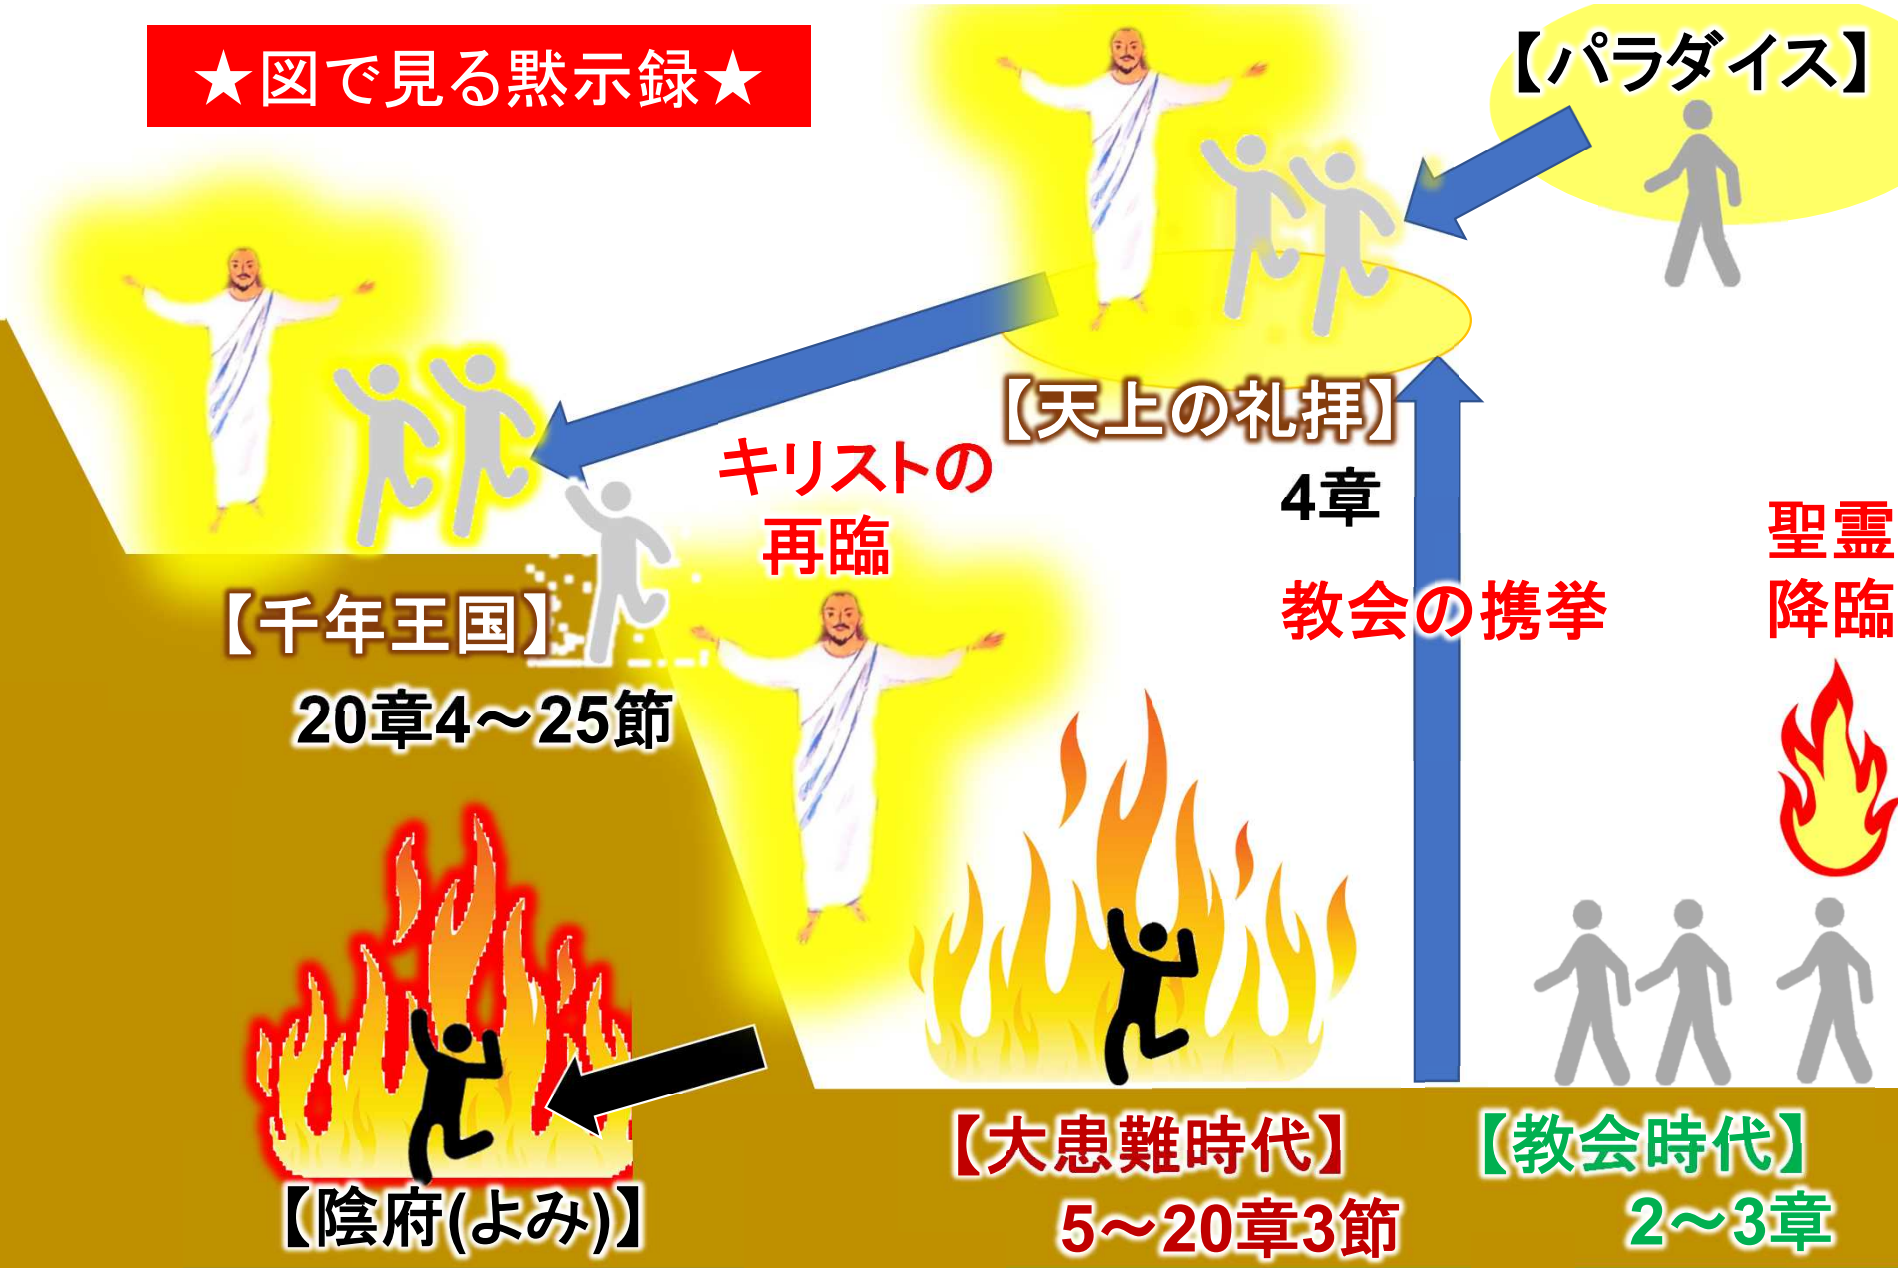 ★図で見る黙示録★
【パラダイス】
【天上の礼拝】
4章
キリストの
再臨
聖霊
降臨
教会の携挙
【千年王国】
20章4～25節
【大患難時代】
5～20章3節
【教会時代】
2～3章
【陰府(よみ)】